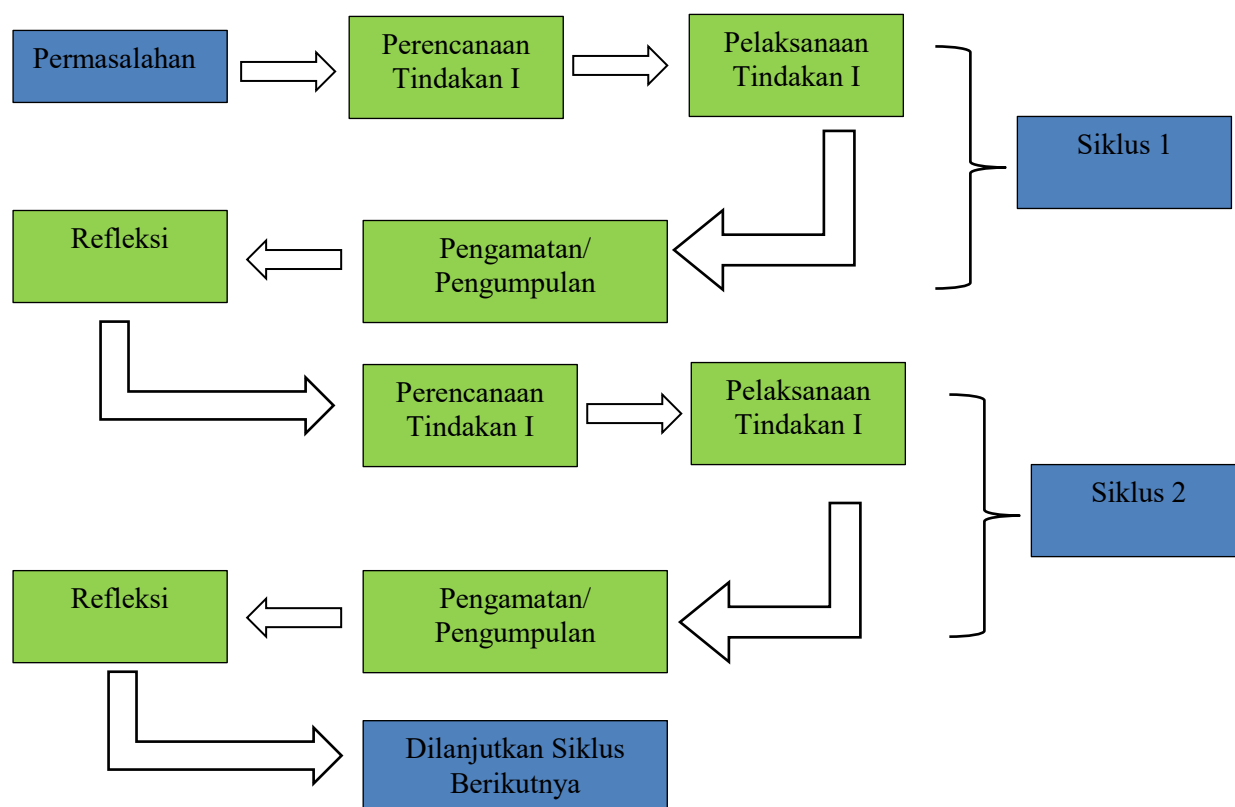 Permasalahan
Perencanaan
Tindakan I
Pelaksanaan
Tindakan I
Siklus 1
Refleksi
Pengamatan/
Pengumpulan
Perencanaan
Tindakan I
Pelaksanaan
Tindakan I
Siklus 2
Refleksi
Pengamatan/
Pengumpulan
Dilanjutkan Siklus
Berikutnya